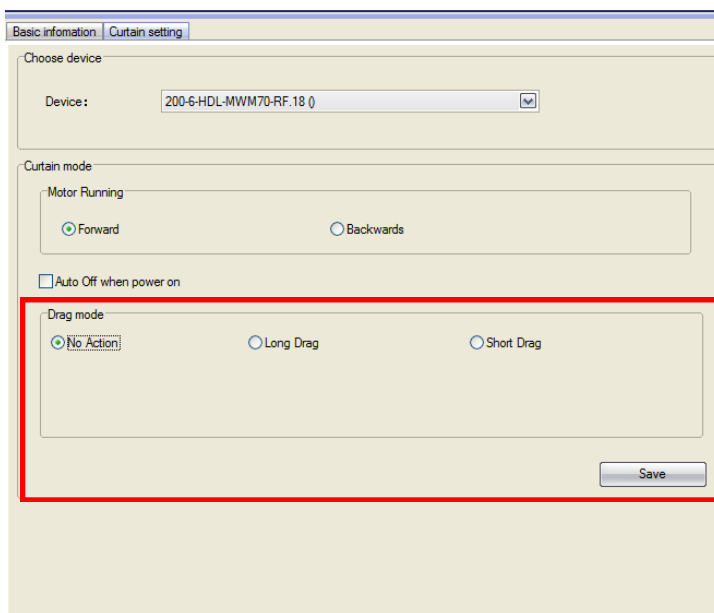 Basic infomation Curtain setting
Choose device
Device: 200-6-HDL-MWM70-RF.18 ()
Curtain mode
Motor Running
Forward Backwards
Auto Off when power on
Drag mode
No Action Long Drag Short Drag
Save